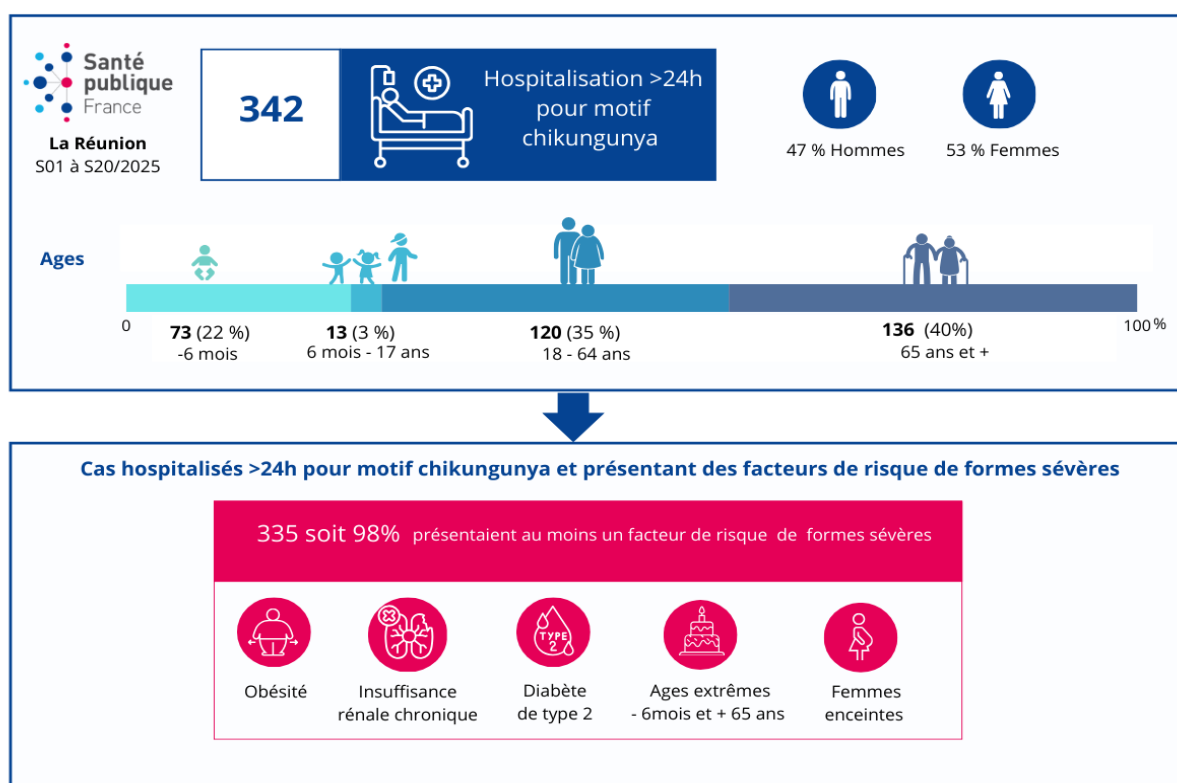 Santé
publique
France
La Réunion
S01 à S20/2025
342
Hospitalisation >24h
pour motif
chikungunya
47 % Hommes
53 % Femmes
Ages
0
100 %
73 (22 %)
-6 mois
13 (3 %)
6 mois - 17 ans
120 (35 %)
18 - 64 ans
136 (40%)
65 ans et +
Cas hospitalisés >24h pour motif chikungunya et présentant des facteurs de risque de formes sévères
335 soit 98% présentaient au moins un facteur de risque de formes sévères
TYPE
2
Obésité
Insuffisance
rénale chronique
Diabète
de type 2
Ages extrêmes
- 6mois et + 65 ans
Femmes
enceintes